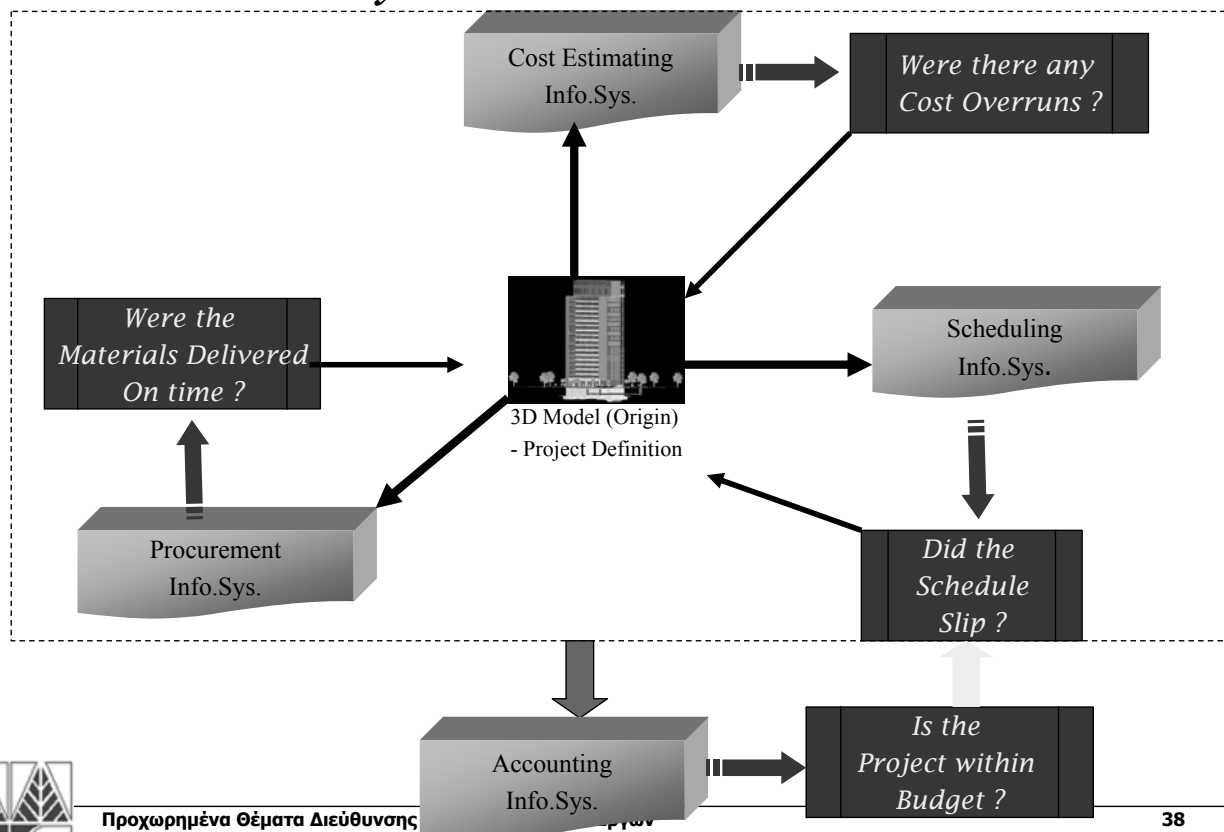 Cost Estimating
Info.Sys.
Were there any
Cost Overruns ?
Were the
Materials Delivered
On time ?
Scheduling
Info.Sys.
3D Model (Origin)
- Project Definition
Procurement
Info.Sys.
Did the
Schedule
Slip ?
Accounting
Info.Sys.
Is the
Project within
Budget ?
Προχωρημένα Θέματα Διεύθυνσης
38